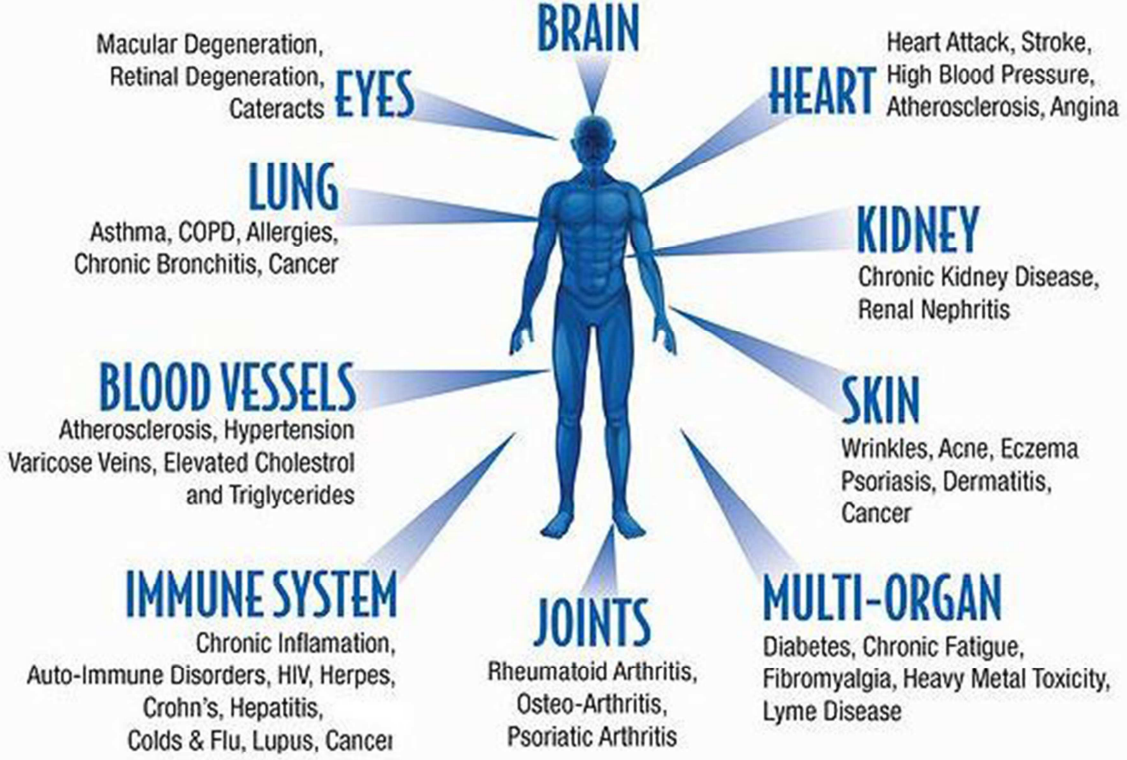 BRAIN
Macular Degeneration,
Retinal Degeneration,
Cateracts
EYES
HEART
Heart Attack, Stroke,
High Blood Pressure,
Atherosclerosis, Angina
LUNG
Asthma, COPD, Allergies,
Chronic Bronchitis, Cancer
KIDNEY
Chronic Kidney Disease,
Renal Nephritis
BLOOD VESSELS
Atherosclerosis, Hypertension
Varicose Veins, Elevated Cholestrol
and Triglycerides
SKIN
Wrinkles, Acne, Eczema
Psoriasis, Dermatitis,
Cancer
IMMUNE SYSTEM
Chronic Inflamation,
Auto-Immune Disorders, HIV, Herpes,
Crohn's, Hepatitis,
Colds & Flu, Lupus, Cancer
JOINTS
Rheumatoid Arthritis,
Osteo-Arthritis,
Psoriatic Arthritis
MULTI-ORGAN
Diabetes, Chronic Fatigue,
Fibromyalgia, Heavy Metal Toxicity,
Lyme Disease